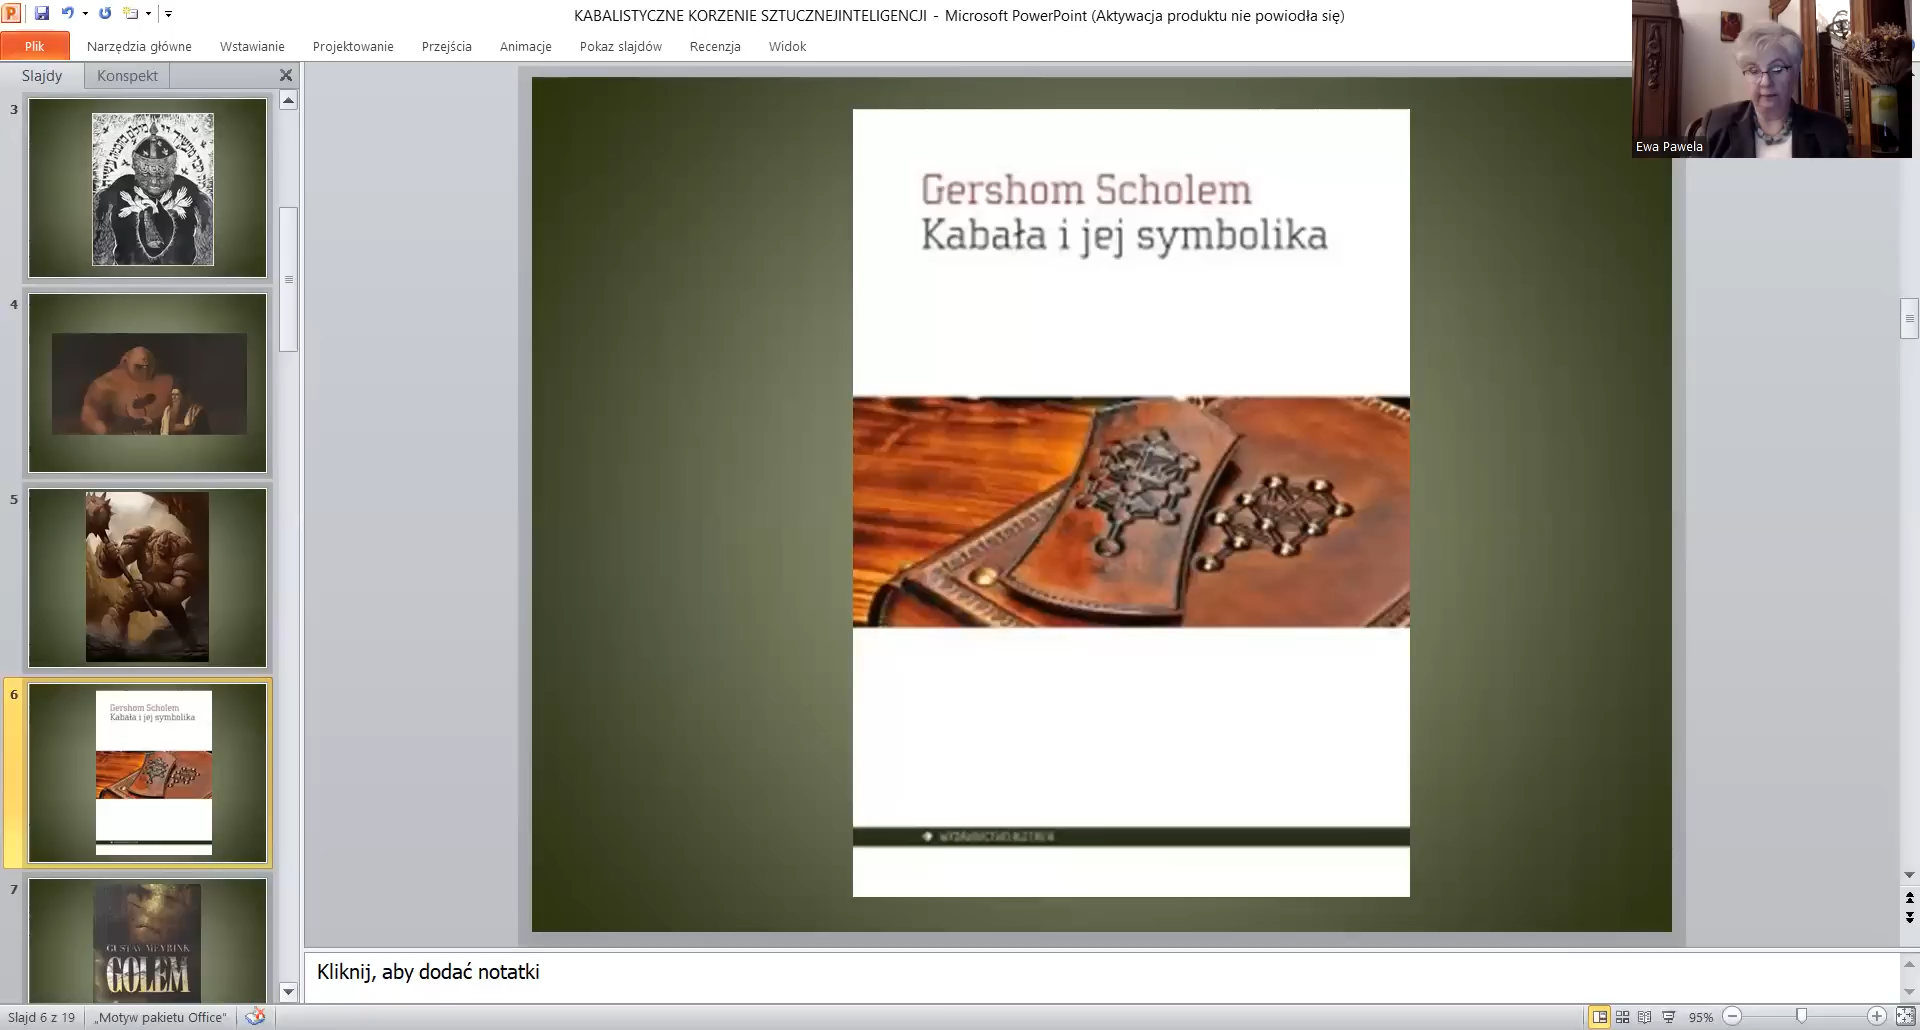 KABALISTYCZNE KORZENIE SZTUCZNEJINTELIGENCJI - Microsoft PowerPoint (Aktywacja produktu nie powiodła się)
Plik Narzędzia główne Wstawianie Projektowanie Przejścia Animacje Pokaz slajdów Recenzja Widok
Slajdy Konspekt
Ewa Pawela
3
4
5
6
Gershom Scholem
Kabała i jej symbolika
7
GUSTAV MEYRINK
GOLEM
Gershom Scholem
Kabała i jej symbolika
Kliknij, aby dodać notatki
Slajd 6 z 19 „Motyw pakietu Office” 95%